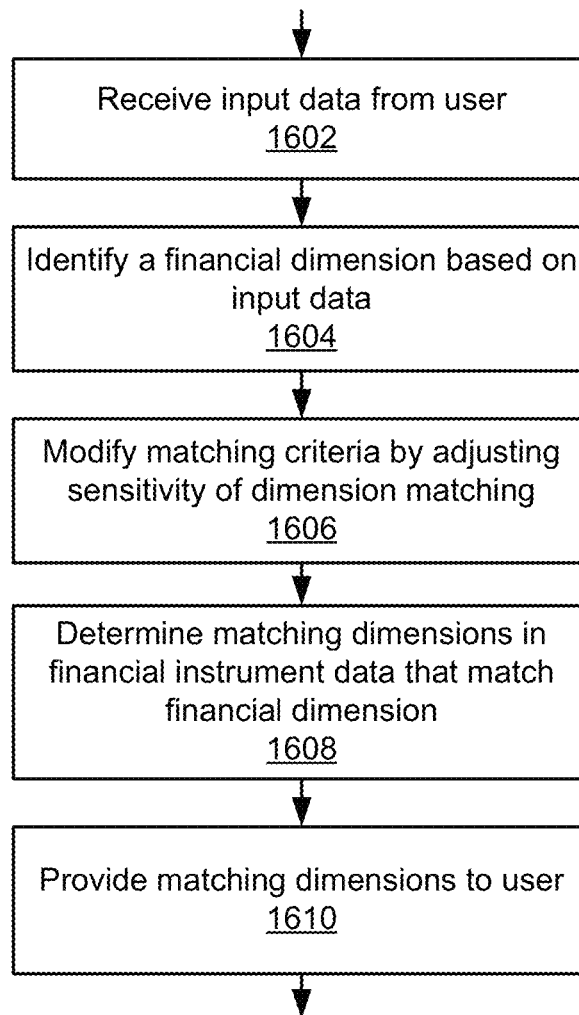 Receive input data from user
1602
Identify a financial dimension based on
input data
1604
Modify matching criteria by adjusting
sensitivity of dimension matching
1606
Determine matching dimensions in
financial instrument data that match
financial dimension
1608
Provide matching dimensions to user
1610